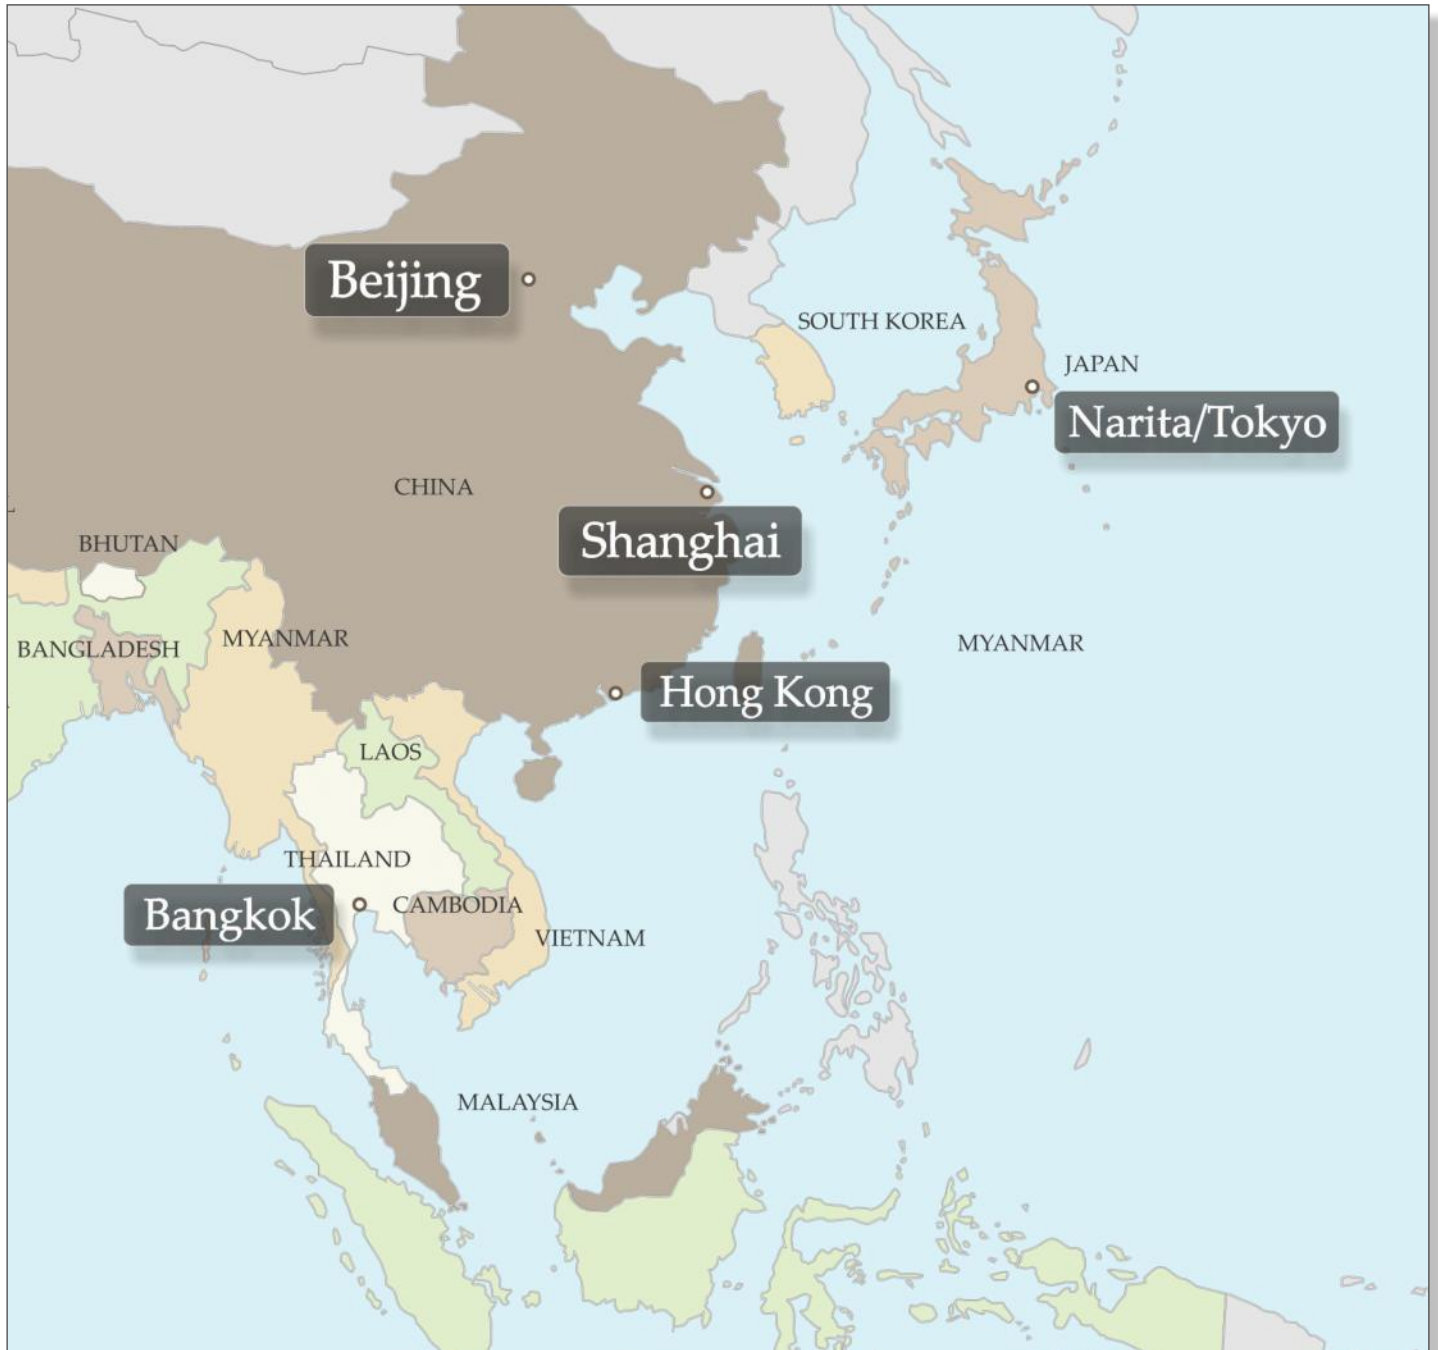 Beijing
SOUTH KOREA
JAPAN
Narita/Tokyo
CHINA
Shanghai
BHUTAN
MYANMAR
BANGLADESH
MYANMAR
Hong Kong
LAOS
THAILAND
Bangkok
CAMBODIA
VIETNAM
MALAYSIA